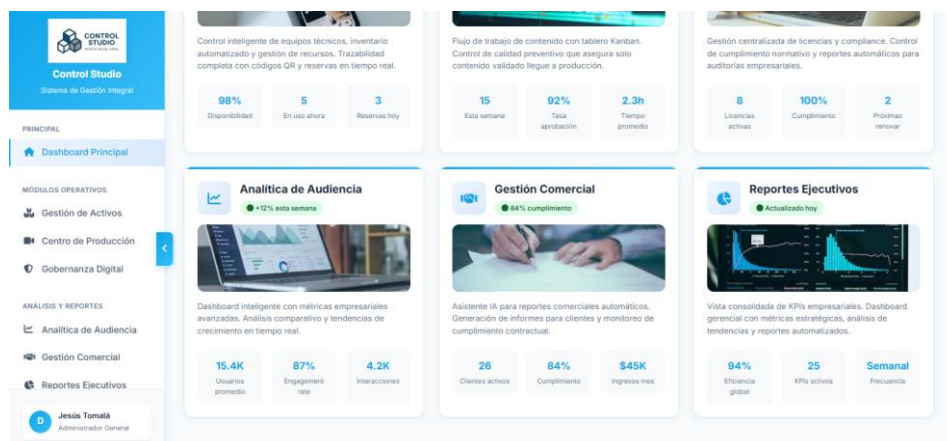 CONTROL
STUDIO
Control Studio
Sistema de Gestión Integral
PRINCIPAL
Dashboard Principal
MÓDULOS OPERATIVOS
Gestión de Activos
Centro de Producción
Gobernanza Digital
ANÁLISIS Y REPORTES
Analítica de Audiencia
Gestión Comercial
Reportes Ejecutivos
D
Jesús Tomalá
Administrador General
Control inteligente de equipos técnicos, inventario
automatizado y gestión de recursos. Trazabilidad
completa con códigos QR y reservas en tiempo real.
98%
Disponibilidad
5
En uso ahora
3
Reservas hoy
Flujo de trabajo de contenido con tablero Kanban.
Control de calidad preventivo que asegura solo
contenido validado llegue a producción.
15
Esta semana
92%
Tasa
aprobación
2.3h
Tiempo
promedio
Gestión centralizada de licencias y compliance. Control
de cumplimiento normativo y reportes automáticos para
auditorías empresariales.
8
Licencias
activas
100%
Cumplimiento
2
Próximas
renovar
Analítica de Audiencia
+12% esta semana
Dashboard inteligente con métricas empresariales
avanzadas. Análisis comparativo y tendencias de
crecimiento en tiempo real.
15.4K
Usuarios
promedio
87%
Engagement
rate
4.2K
Interacciones
Gestión Comercial
84% cumplimiento
Asistente IA para reportes comerciales automáticos.
Generación de informes para clientes y monitoreo de
cumplimiento contractual.
26
Clientes activos
84%
Cumplimiento
$45K
Ingresos mes
Reportes Ejecutivos
Actualizado hoy
Vista consolidada de KPIs empresariales. Dashboard
gerencial con métricas estratégicas, análisis de
tendencias y reportes automatizados.
94%
Eficiencia
global
25
KPIs activos
Semanal
Frecuencia